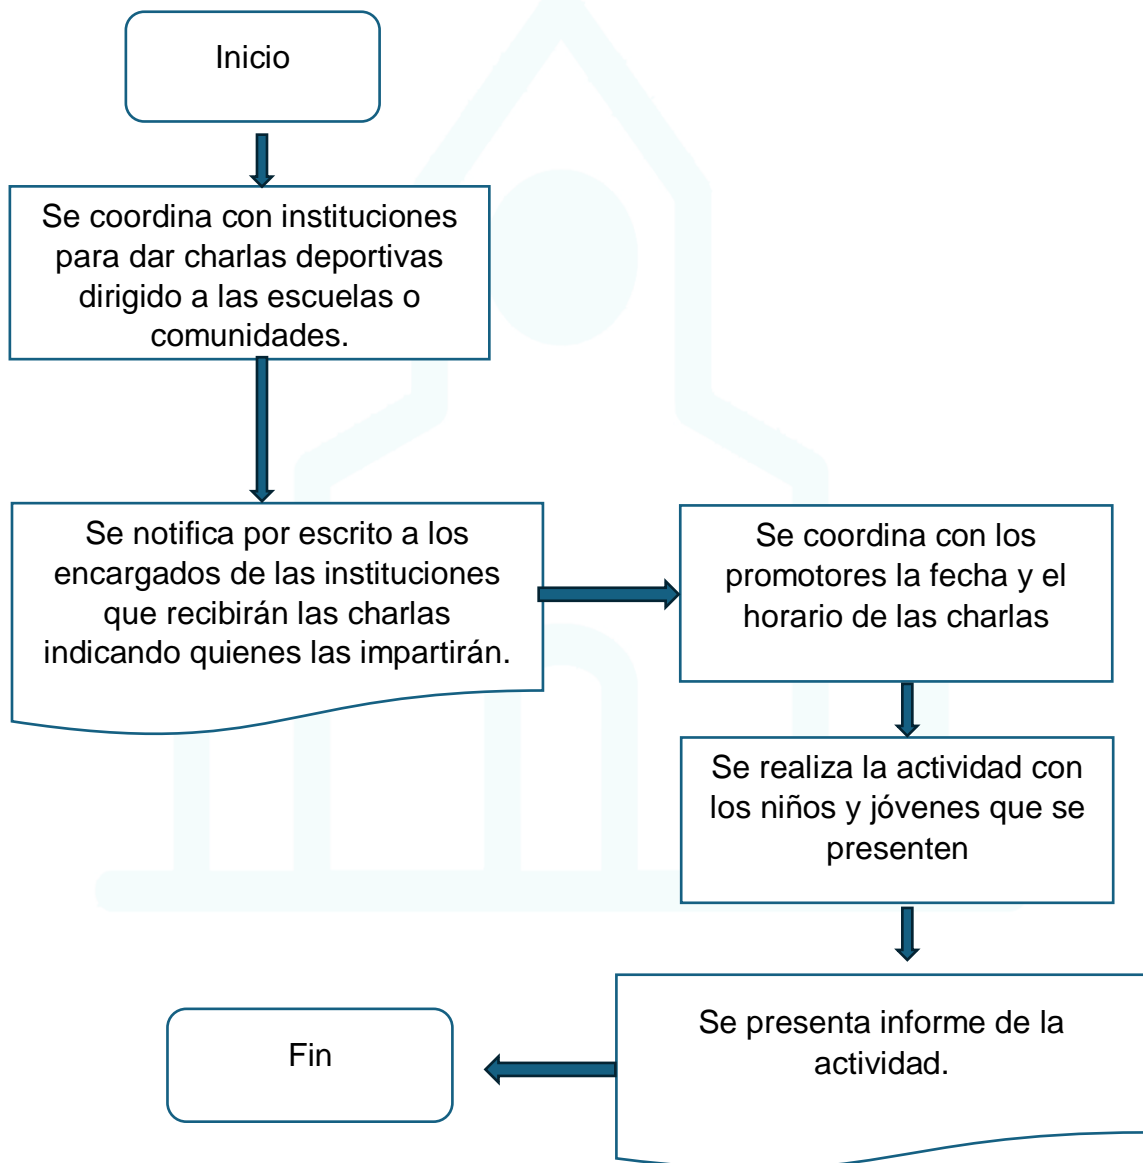 Inicio
Se coordina con instituciones
para dar charlas deportivas
dirigido a las escuelas o
comunidades.
Se notifica por escrito a los
encargados de las instituciones
que recibirán las charlas
indicando quienes las impartirán.
Se coordina con los
promotores la fecha y el
horario de las charlas
Se realiza la actividad con
los niños y jóvenes que se
presenten
Se presenta informe de la
actividad.
Fin